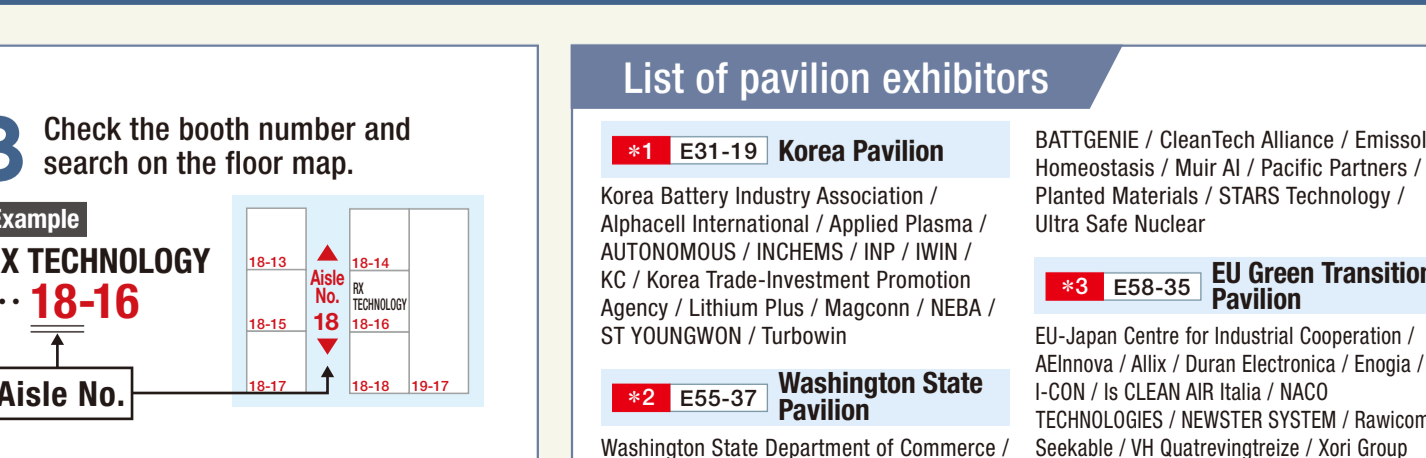 3 Check the booth number and
search on the floor map.
Example
RX TECHNOLOGY
·· 18-16
Aisle No.
18-13
18-15
18-17
Aisle
No.
18
18-14
RX
TECHNOLOGY
18-16
18-18
19-17
List of pavilion exhibitors
*1 E31-19 Korea Pavilion
Korea Battery Industry Association /
Alphacell International / Applied Plasma /
AUTONOMOUS / INCHEMS / INP / IWIN /
KC / Korea Trade-Investment Promotion
Agency / Lithium Plus / Magconn / NEBA /
ST YOUNGWON / Turbowin
*2 E55-37 Washington State
Pavilion
Washington State Department of Commerce /
BATTGENIE / CleanTech Alliance / Emissol
Homeostasis / Muir AI / Pacific Partners /
Planted Materials / STARS Technology /
Ultra Safe Nuclear
*3 E58-35 EU Green Transition
Pavilion
EU-Japan Centre for Industrial Cooperation /
AEInnova / Allix / Duran Electronica / Enogia /
I-CON / Is CLEAN AIR Italia / NACO
TECHNOLOGIES / NEWSTER SYSTEM / Rawicom
Seekable / VH Quatrevingtreize / Xori Group